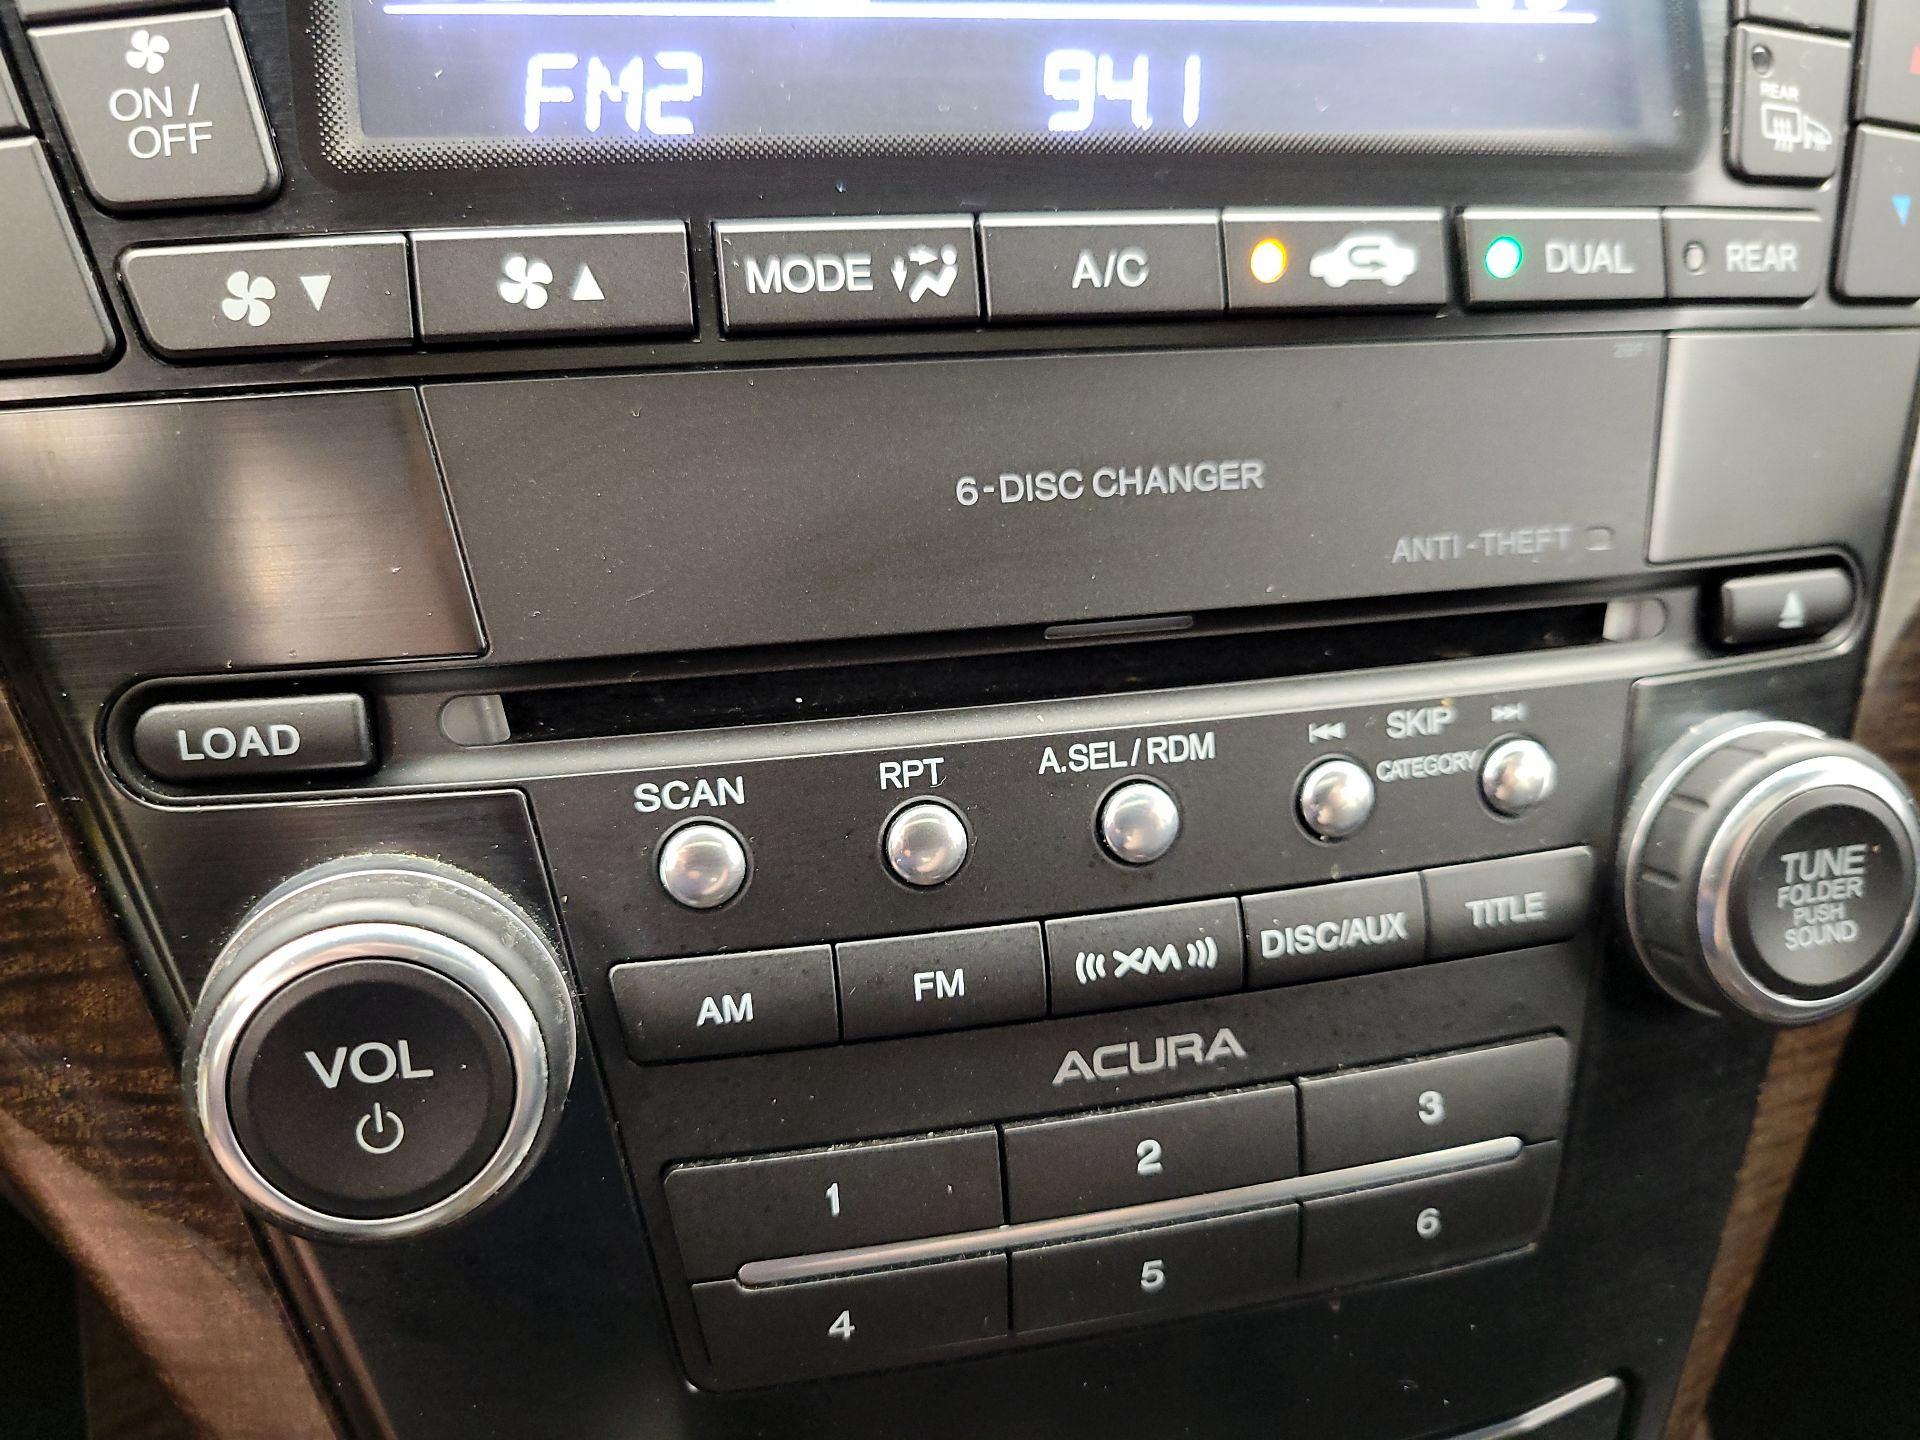 FM2 94.1
ON /
OFF
REAR
MODE A/C DUAL REAR
6-DISC CHANGER
ANTI-THEFT
LOAD
SCAN RPT A.SEL/RDM SKIP
CATEGORY
TUNE
FOLDER
PUSH
SOUND
AM FM ((( XM ))) DISC/AUX TITLE
VOL
ACURA
1 2 3
4 5 6